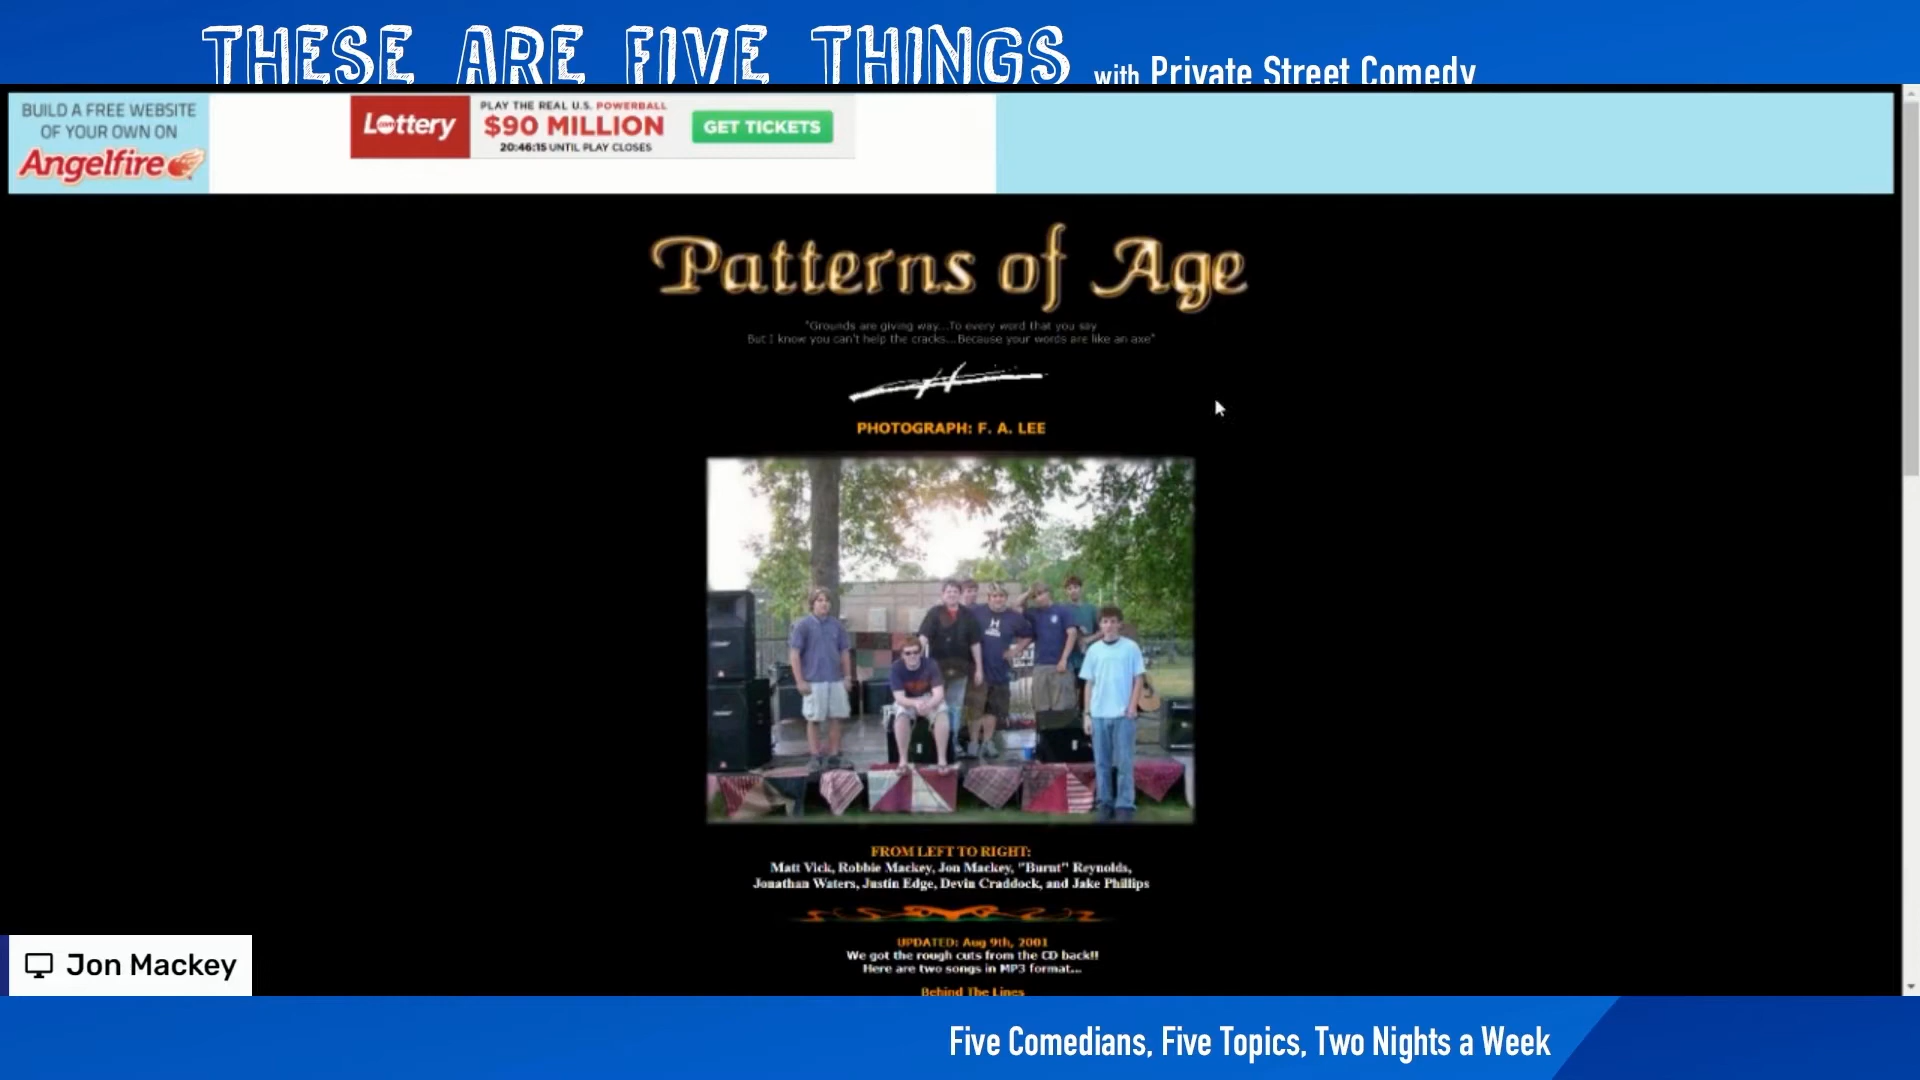 THESE ARE FIVE THINGS with Private Street Comedy
BUILD A FREE WEBSITE
OF YOUR OWN ON
Angelfire
Lottery.com
PLAY THE REAL U.S. POWERBALL
$90 MILLION
20:46:15 UNTIL PLAY CLOSES
GET TICKETS
Patterns of Age
"Grounds are giving way...To every word that you say
But I know you can't help the cracks...Because your words are like an axe"
PHOTOGRAPH: F. A. LEE
H
FROM LEFT TO RIGHT:
Matt Vick, Robbie Mackey, Jon Mackey, "Burnt" Reynolds,
Jonathan Waters, Justin Edge, Devin Craddock, and Jake Phillips
UPDATED: Aug 9th, 2001
We got the rough cuts from the CD back!!
Here are two songs in MP3 format...
Behind The Lines
Jon Mackey
Five Comedians, Five Topics, Two Nights a Week